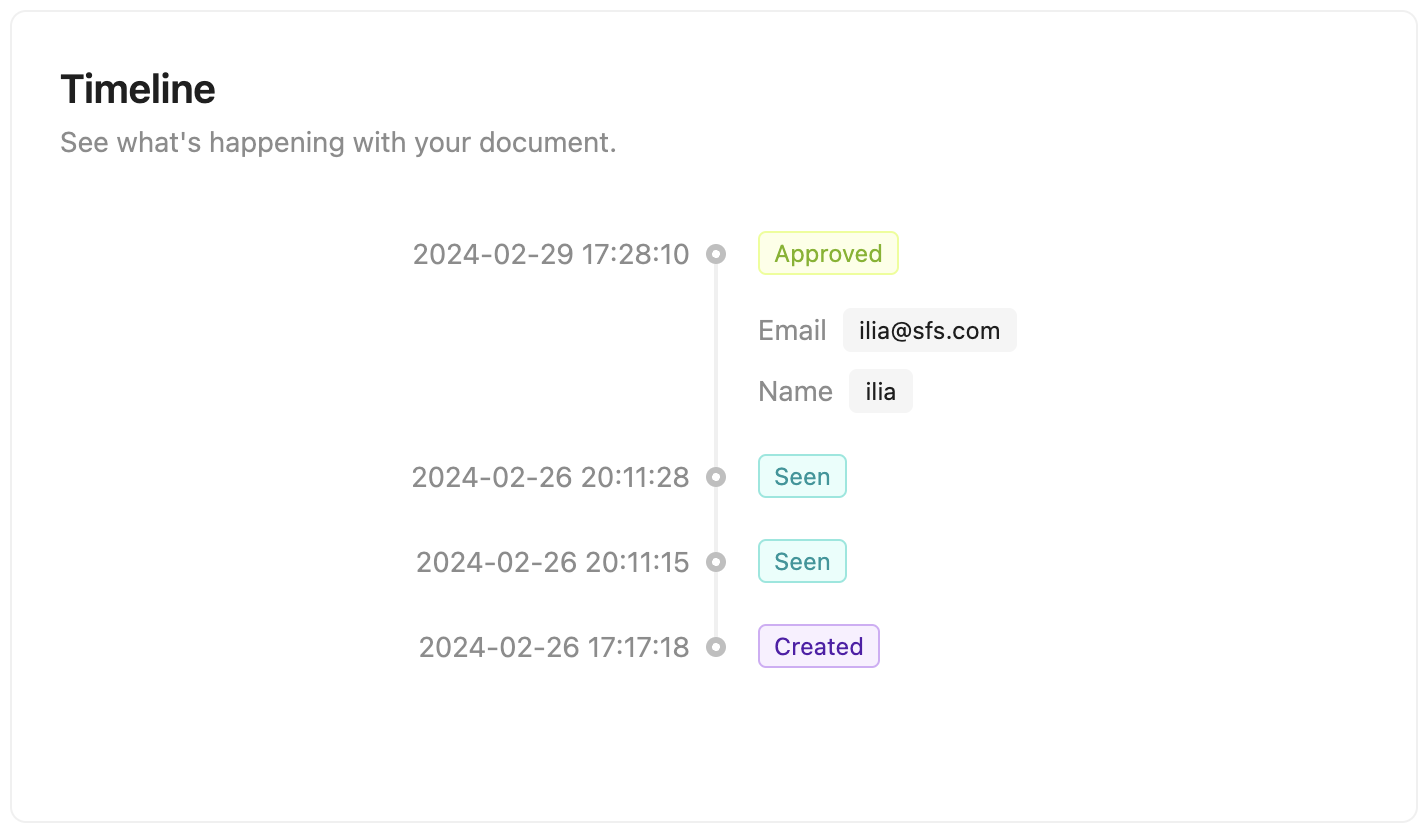 Timeline
See what's happening with your document.
2024-02-29 17:28:10 Approved
Email ilia@sfs.com
Name ilia
2024-02-26 20:11:28 Seen
2024-02-26 20:11:15 Seen
2024-02-26 17:17:18 Created